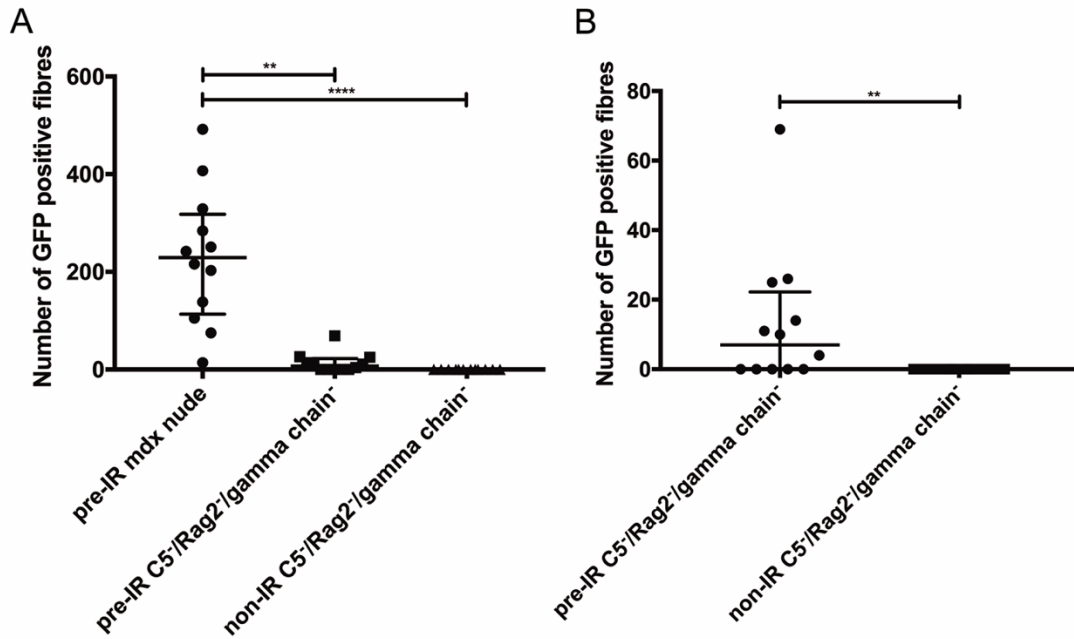 A
Number of GFP positive fibres
600
400
200
0
**
****
pre-IR mdx nude
pre-IR C5⁻/Rag2⁻/gamma chain⁻
non-IR C5⁻/Rag2⁻/gamma chain⁻
B
Number of GFP positive fibres
80
60
40
20
0
**
pre-IR C5⁻/Rag2⁻/gamma chain⁻
non-IR C5⁻/Rag2⁻/gamma chain⁻